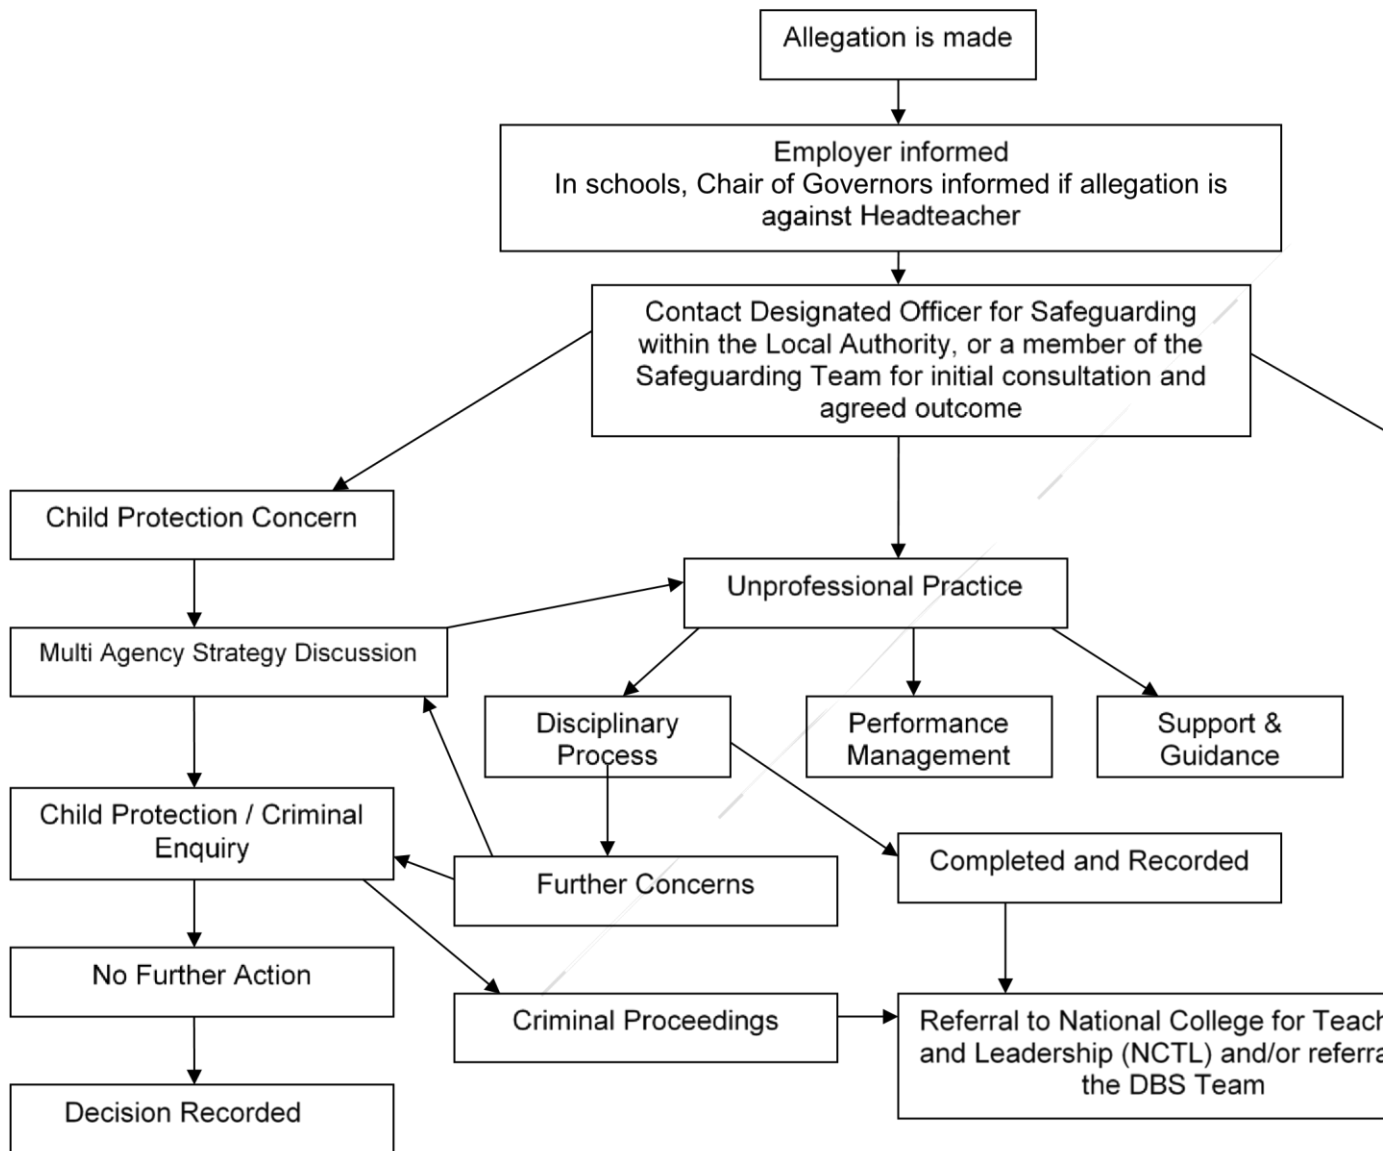 Allegation is made
Employer informed
In schools, Chair of Governors informed if allegation is
against Headteacher
Contact Designated Officer for Safeguarding
within the Local Authority, or a member of the
Safeguarding Team for initial consultation and
agreed outcome
Child Protection Concern
Unprofessional Practice
Multi Agency Strategy Discussion
Disciplinary
Process
Performance
Management
Support &
Guidance
Child Protection / Criminal
Enquiry
Further Concerns
Completed and Recorded
No Further Action
Criminal Proceedings
Referral to National College for Teach
and Leadership (NCTL) and/or referra
the DBS Team
Decision Recorded